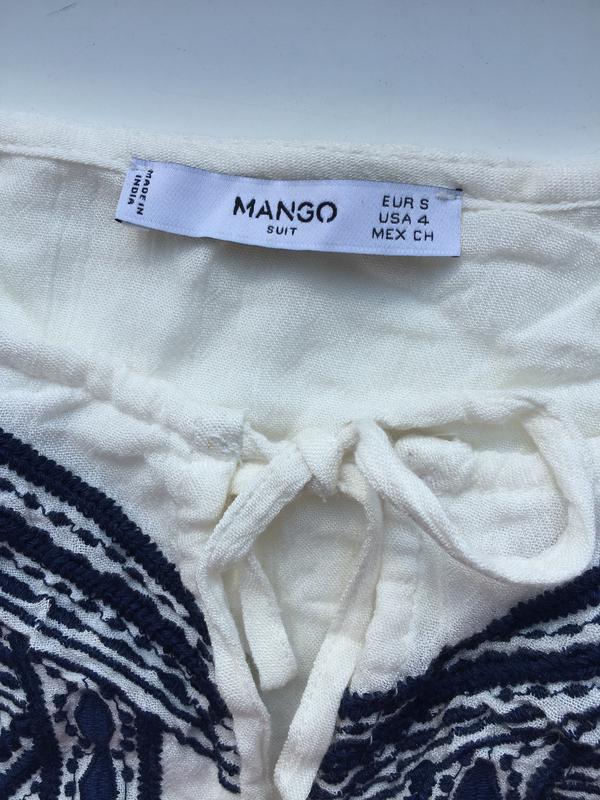 MADE IN
INDIA
MANGO
SUIT
EUR S
USA 4
MEX CH